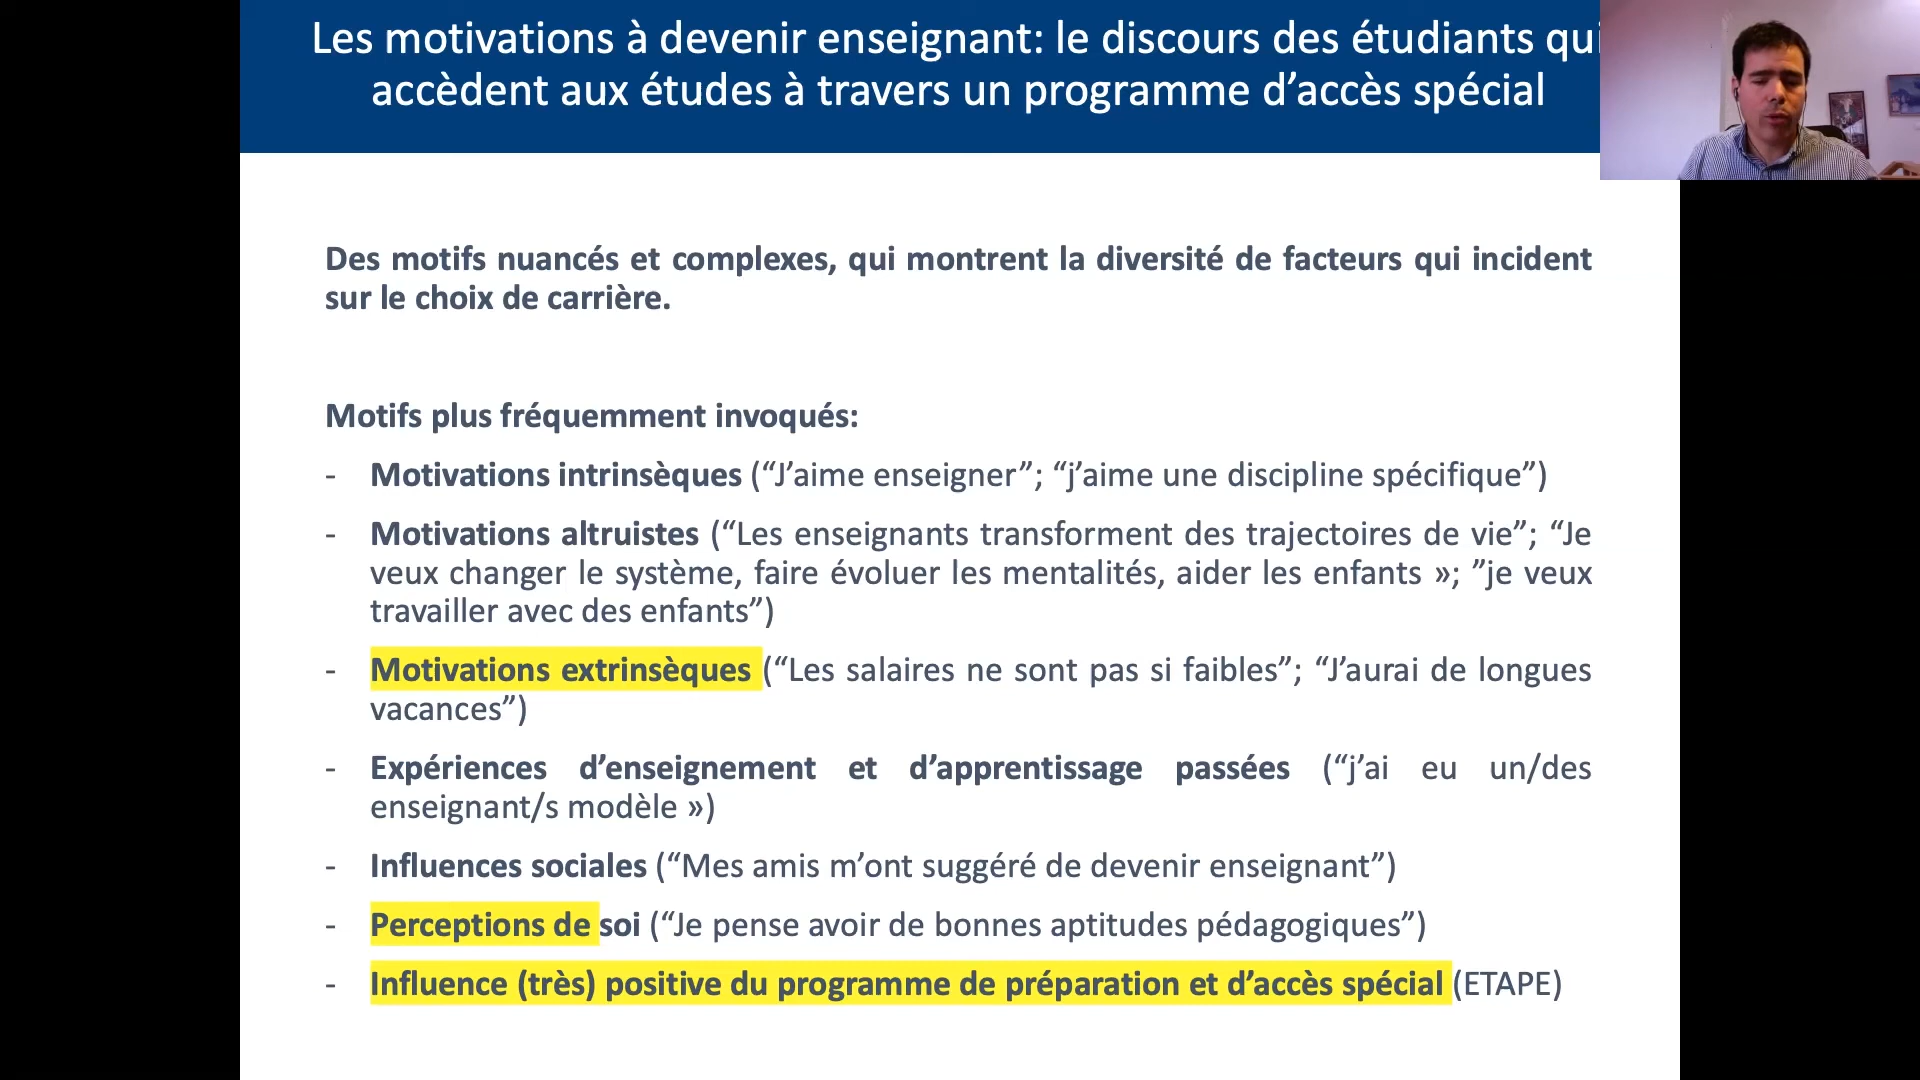 Les motivations à devenir enseignant: le discours des étudiants qui
accèdent aux études à travers un programme d’accès spécial
Des motifs nuancés et complexes, qui montrent la diversité de facteurs qui incident
sur le choix de carrière.
Motifs plus fréquemment invoqués:
- Motivations intrinsèques (“J’aime enseigner”; “j’aime une discipline spécifique”)
- Motivations altruistes (“Les enseignants transforment des trajectoires de vie”; “Je
veux changer le système, faire évoluer les mentalités, aider les enfants »; ”je veux
travailler avec des enfants”)
- Motivations extrinsèques (“Les salaires ne sont pas si faibles”; “J’aurai de longues
vacances”)
- Expériences d’enseignement et d’apprentissage passées (“j’ai eu un/des
enseignant/s modèle »)
- Influences sociales (“Mes amis m’ont suggéré de devenir enseignant”)
- Perceptions de soi (“Je pense avoir de bonnes aptitudes pédagogiques”)
- Influence (très) positive du programme de préparation et d’accès spécial (ETAPE)